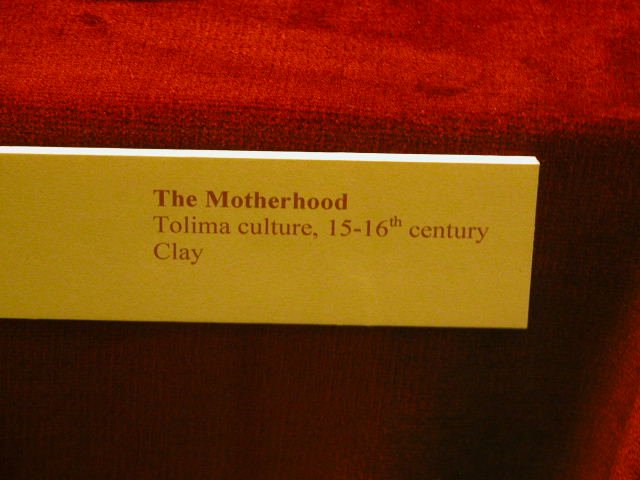 The Motherhood
Tolima culture, 15-16th century
Clay